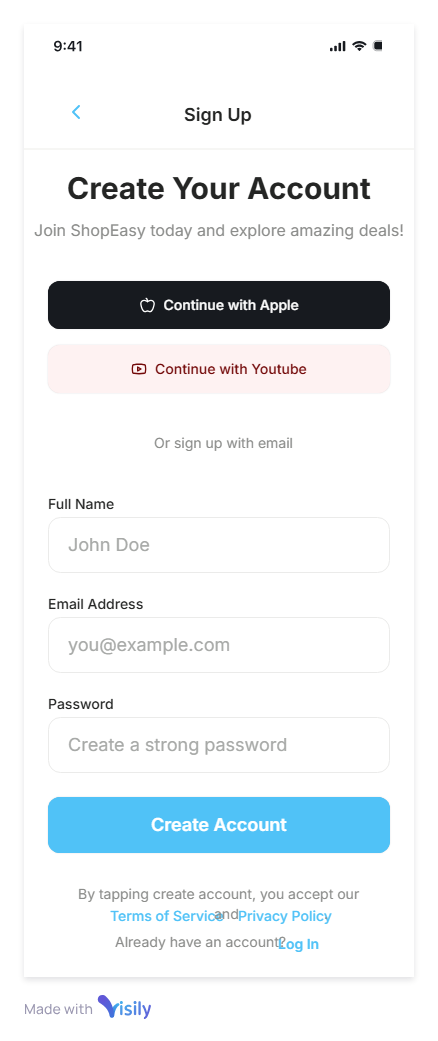 9:41
Sign Up
Create Your Account
Join ShopEasy today and explore amazing deals!
Continue with Apple
Continue with Youtube
Or sign up with email
Full Name
John Doe
Email Address
you@example.com
Password
Create a strong password
Create Account
By tapping create account, you accept our
Terms of Service and Privacy Policy
Already have an account? Log In
Made with Visily